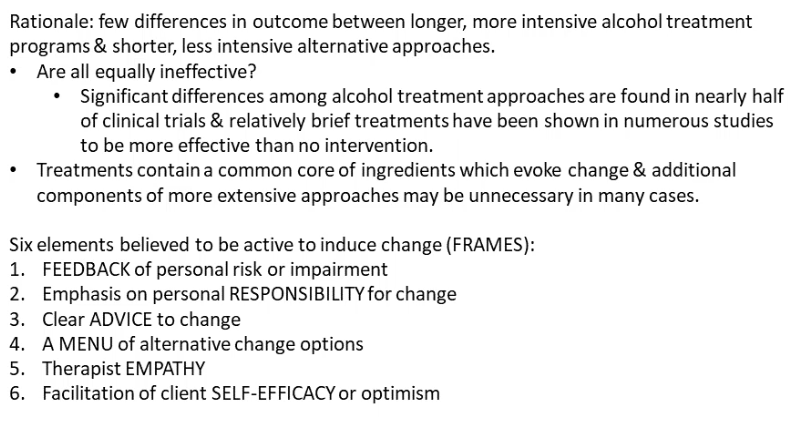 Rationale: few differences in outcome between longer, more intensive alcohol treatment
programs & shorter, less intensive alternative approaches.
• Are all equally ineffective?
• Significant differences among alcohol treatment approaches are found in nearly half
of clinical trials & relatively brief treatments have been shown in numerous studies
to be more effective than no intervention.
• Treatments contain a common core of ingredients which evoke change & additional
components of more extensive approaches may be unnecessary in many cases.
Six elements believed to be active to induce change (FRAMES):
1. FEEDBACK of personal risk or impairment
2. Emphasis on personal RESPONSIBILITY for change
3. Clear ADVICE to change
4. A MENU of alternative change options
5. Therapist EMPATHY
6. Facilitation of client SELF-EFFICACY or optimism